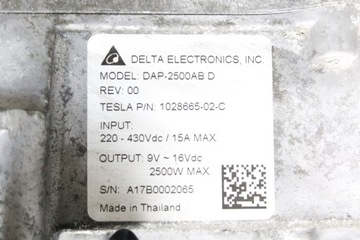 DELTA ELECTRONICS, INC.
MODEL: DAP-2500AB D
REV: 00
TESLA P/N: 1028665-02-C
INPUT:
220 - 430Vdc / 15A MAX.
OUTPUT: 9V ~ 16Vdc
2500W MAX.
S/N: A17B0002065
Made in Thailand